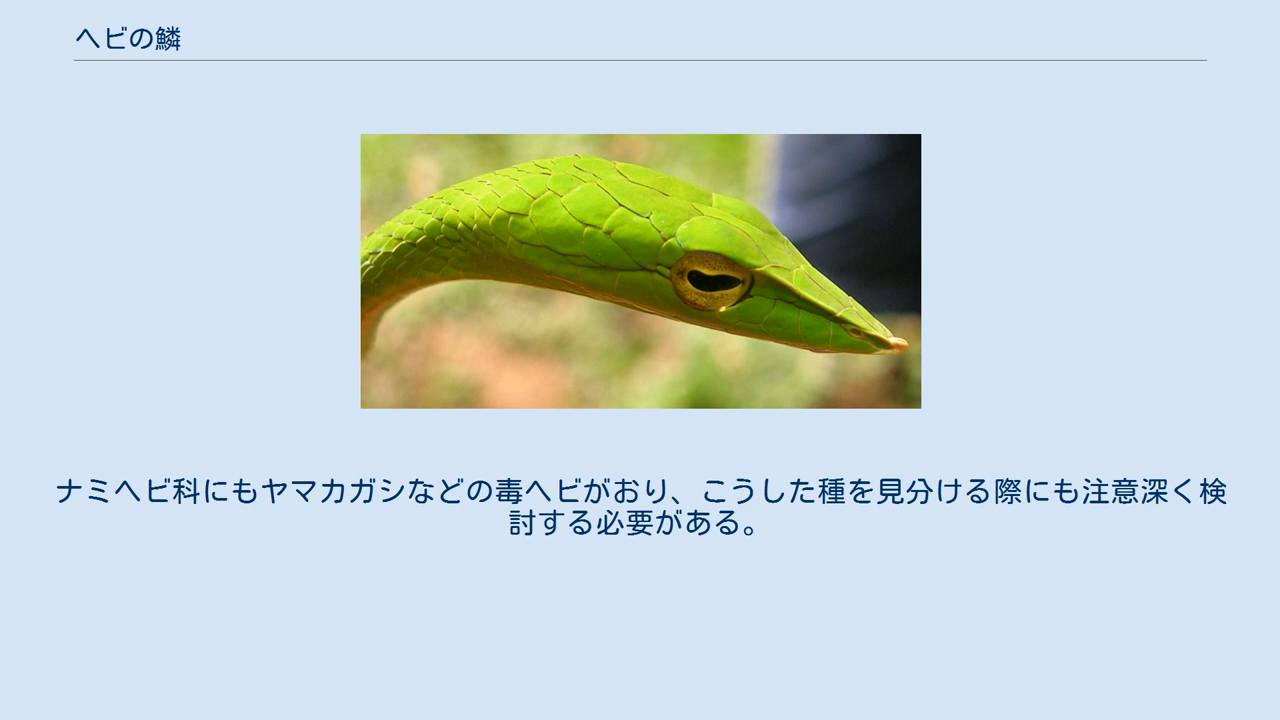 ヘビの鱗
ナミヘビ科にもヤマカガシなどの毒ヘビがおり、こうした種を見分ける際にも注意深く検
討する必要がある。